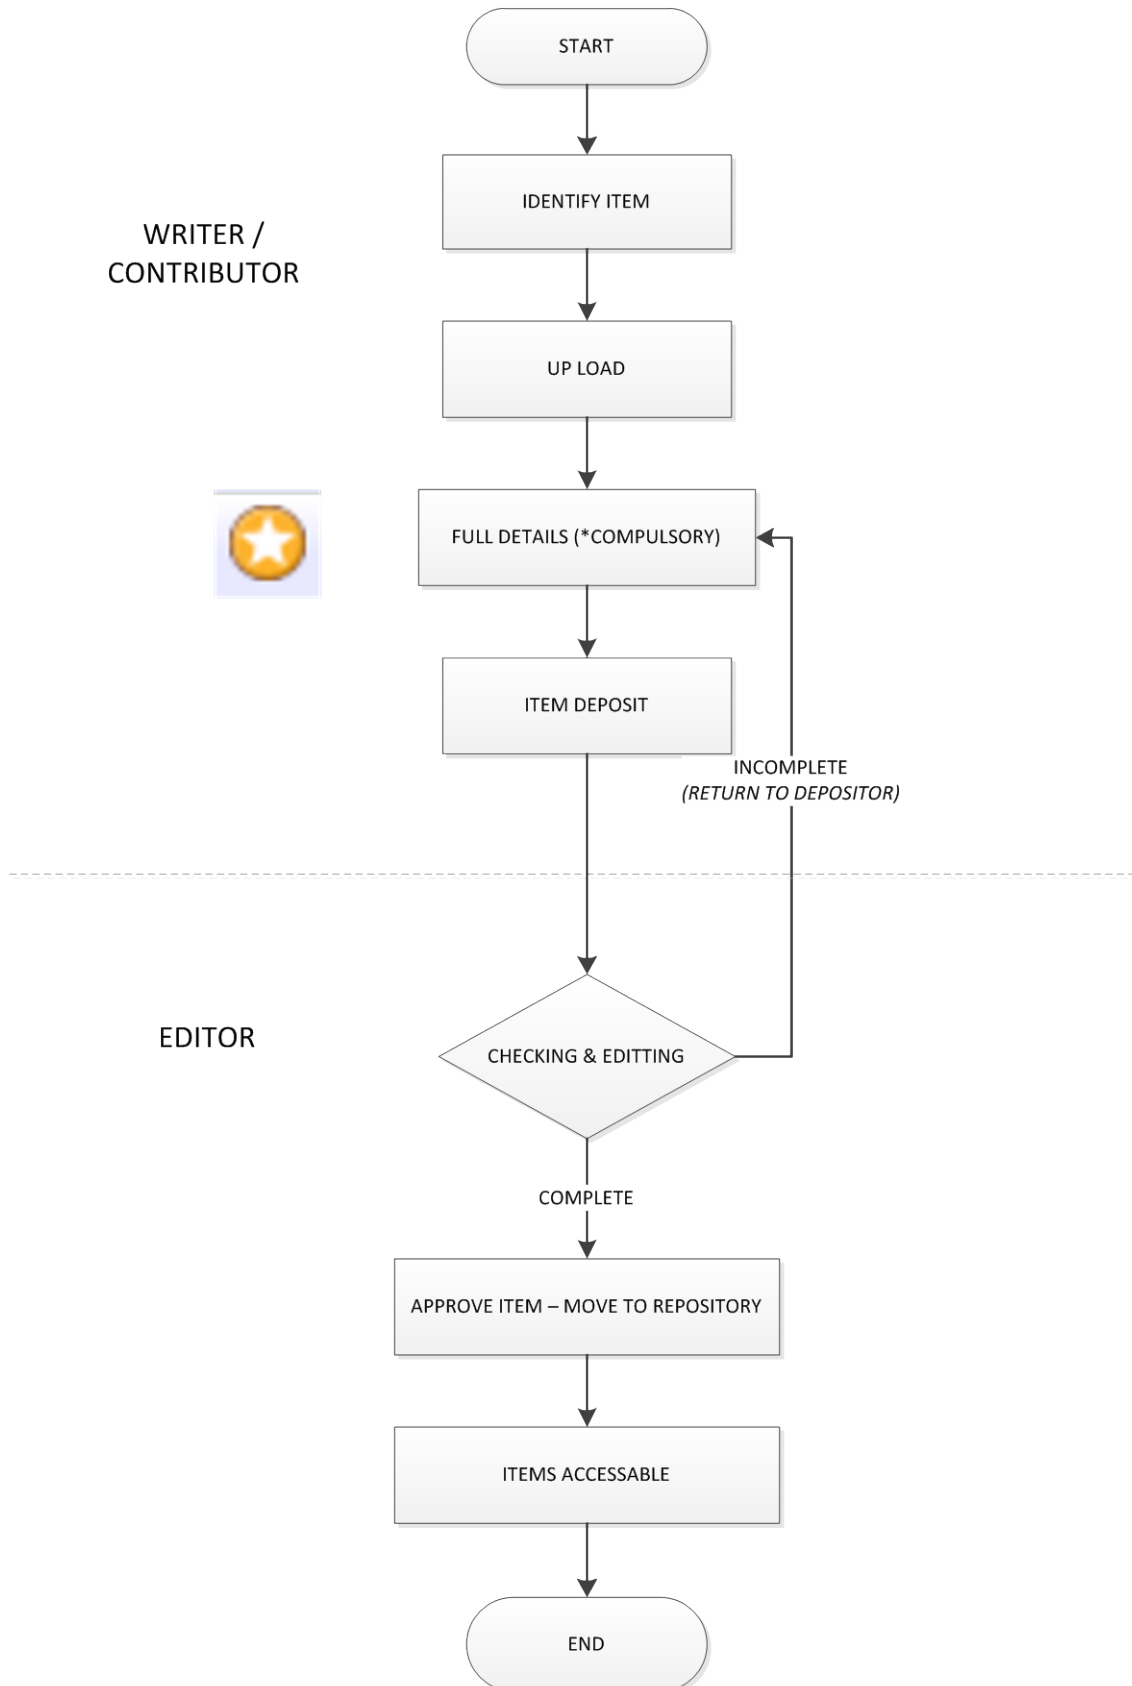 START
IDENTIFY ITEM
WRITER /
CONTRIBUTOR
UP LOAD
FULL DETAILS (*COMPULSORY)
ITEM DEPOSIT
INCOMPLETE
(RETURN TO DEPOSITOR)
EDITOR
CHECKING & EDITTING
COMPLETE
APPROVE ITEM – MOVE TO REPOSITORY
ITEMS ACCESSABLE
END